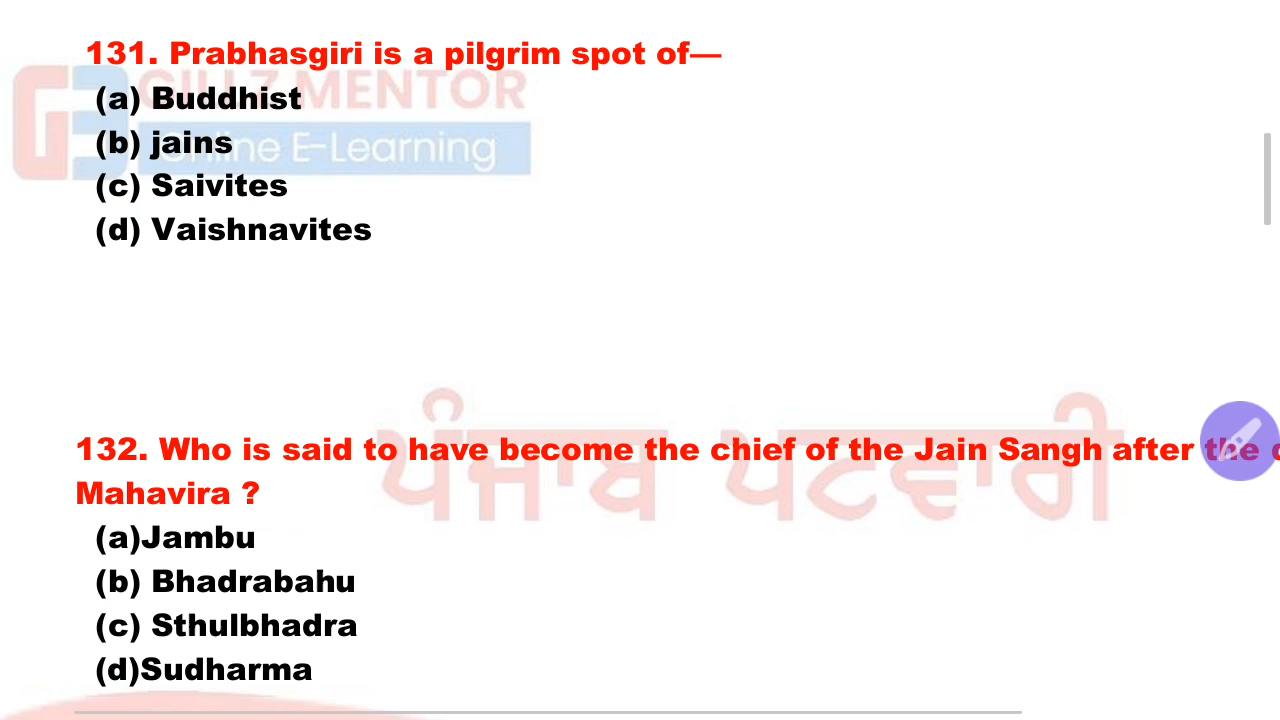 131. Prabhasgiri is a pilgrim spot of—
GILLZ MENTOR
(a) Buddhist
(b) jains
Online E-Learning
(c) Saivites
(d) Vaishnavites
ਪੰਜਾਬ ਪਟਵਾਰੀ
132. Who is said to have become the chief of the Jain Sangh after the
Mahavira ?
(a)Jambu
(b) Bhadrabahu
(c) Sthulbhadra
(d)Sudharma